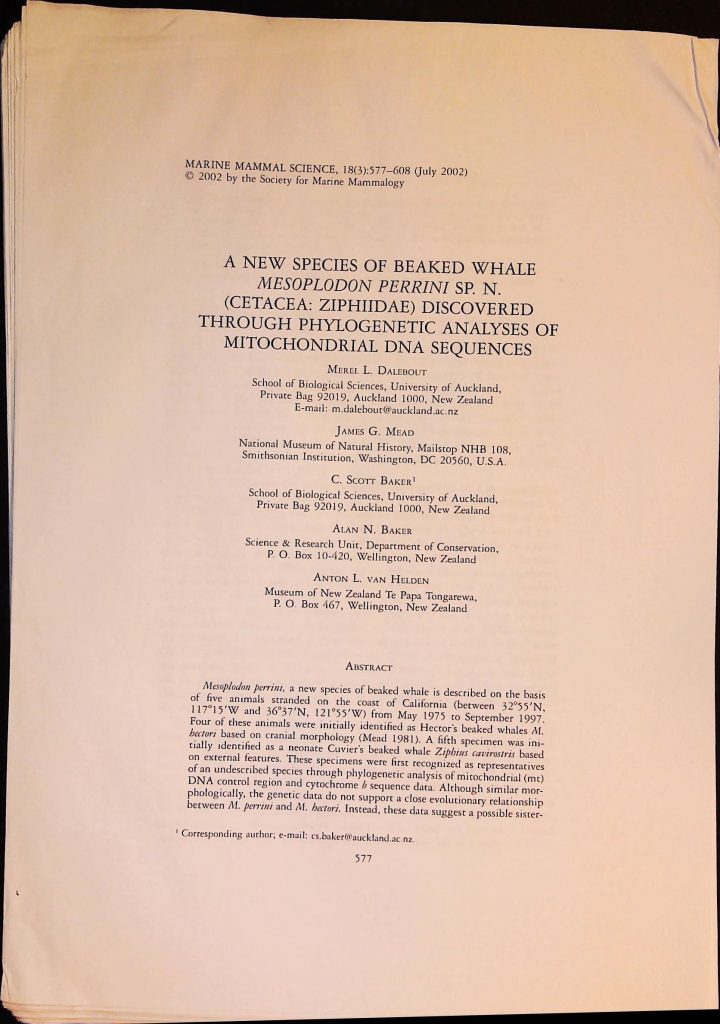 MARINE MAMMAL SCIENCE, 18(3):577–608 (July 2002)
© 2002 by the Society for Marine Mammalogy
A NEW SPECIES OF BEAKED WHALE
MESOPLODON PERRINI SP. N.
(CETACEA: ZIPHIIDAE) DISCOVERED
THROUGH PHYLOGENETIC ANALYSES OF
MITOCHONDRIAL DNA SEQUENCES
MEREL L. DALEBOUT
School of Biological Sciences, University of Auckland,
Private Bag 92019, Auckland 1000, New Zealand
E-mail: m.dalebout@auckland.ac.nz
JAMES G. MEAD
National Museum of Natural History, Mailstop NHB 108,
Smithsonian Institution, Washington, DC 20560, U.S.A.
C. SCOTT BAKER¹
School of Biological Sciences, University of Auckland,
Private Bag 92019, Auckland 1000, New Zealand
ALAN N. BAKER
Science & Research Unit, Department of Conservation,
P. O. Box 10-420, Wellington, New Zealand
ANTON L. VAN HELDEN
Museum of New Zealand Te Papa Tongarewa,
P. O. Box 467, Wellington, New Zealand
ABSTRACT
Mesoplodon perrini, a new species of beaked whale is described on the basis
of five animals stranded on the coast of California (between 32°55′N,
117°15′W and 36°37′N, 121°55′W) from May 1975 to September 1997.
Four of these animals were initially identified as Hector's beaked whales M.
hectori based on cranial morphology (Mead 1981). A fifth specimen was ini-
tially identified as a neonate Cuvier's beaked whale Ziphius cavirostris based
on external features. These specimens were first recognized as representatives
of an undescribed species through phylogenetic analysis of mitochondrial (mt)
DNA control region and cytochrome b sequence data. Although similar mor-
phologically, the genetic data do not support a close evolutionary relationship
between M. perrini and M. hectori. Instead, these data suggest a possible sister-
¹ Corresponding author; e-mail: cs.baker@auckland.ac.nz.
577